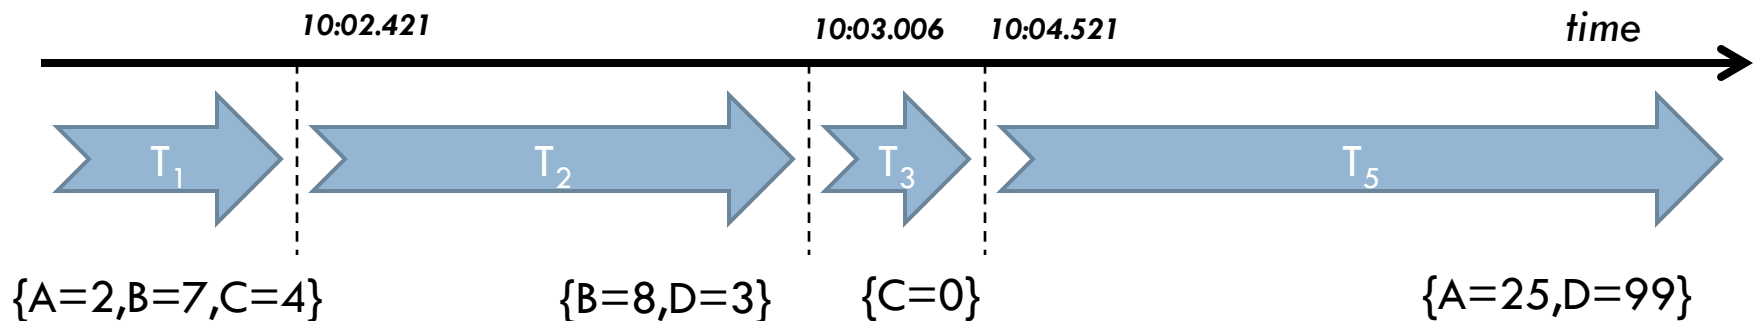 10:02.421 10:03.006 10:04.521 time
T1 T2 T3 T5
{A=2,B=7,C=4} {B=8,D=3} {C=0} {A=25,D=99}